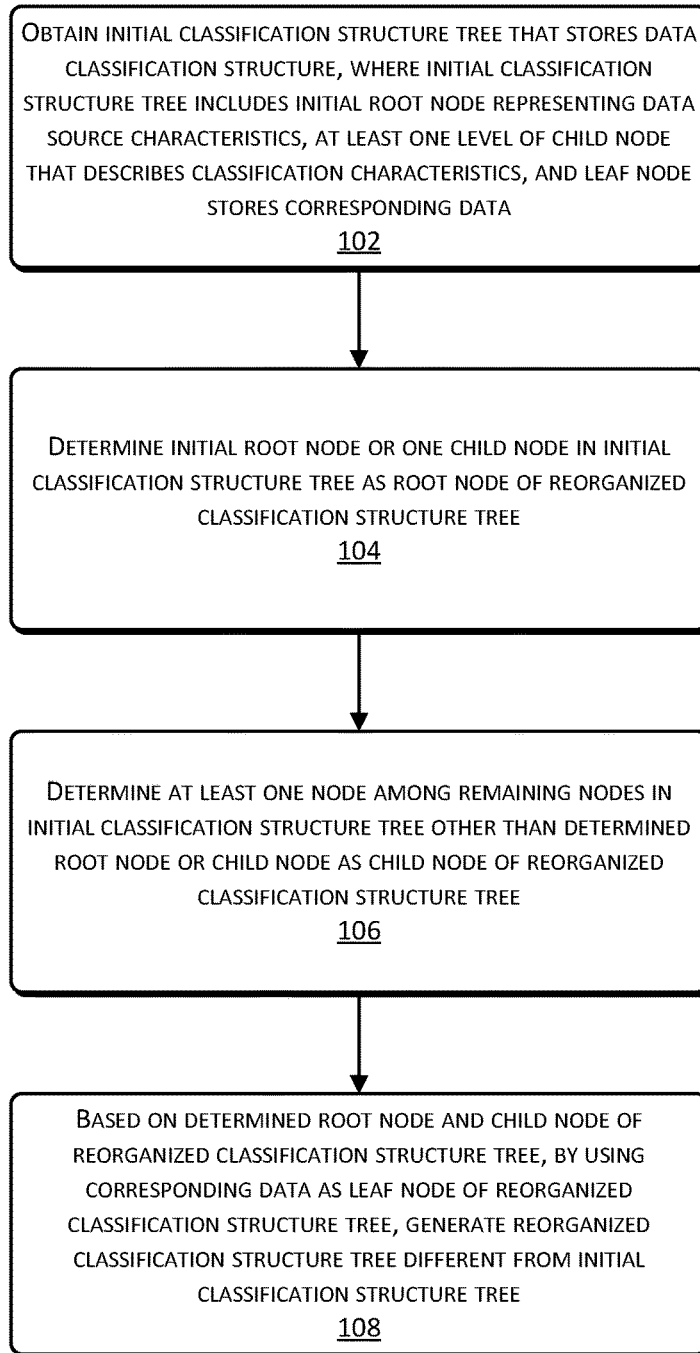 OBTAIN INITIAL CLASSIFICATION STRUCTURE TREE THAT STORES DATA
CLASSIFICATION STRUCTURE, WHERE INITIAL CLASSIFICATION
STRUCTURE TREE INCLUDES INITIAL ROOT NODE REPRESENTING DATA
SOURCE CHARACTERISTICS, AT LEAST ONE LEVEL OF CHILD NODE
THAT DESCRIBES CLASSIFICATION CHARACTERISTICS, AND LEAF NODE
STORES CORRESPONDING DATA
102
DETERMINE INITIAL ROOT NODE OR ONE CHILD NODE IN INITIAL
CLASSIFICATION STRUCTURE TREE AS ROOT NODE OF REORGANIZED
CLASSIFICATION STRUCTURE TREE
104
DETERMINE AT LEAST ONE NODE AMONG REMAINING NODES IN
INITIAL CLASSIFICATION STRUCTURE TREE OTHER THAN DETERMINED
ROOT NODE OR CHILD NODE AS CHILD NODE OF REORGANIZED
CLASSIFICATION STRUCTURE TREE
106
BASED ON DETERMINED ROOT NODE AND CHILD NODE OF
REORGANIZED CLASSIFICATION STRUCTURE TREE, BY USING
CORRESPONDING DATA AS LEAF NODE OF REORGANIZED
CLASSIFICATION STRUCTURE TREE, GENERATE REORGANIZED
CLASSIFICATION STRUCTURE TREE DIFFERENT FROM INITIAL
CLASSIFICATION STRUCTURE TREE
108